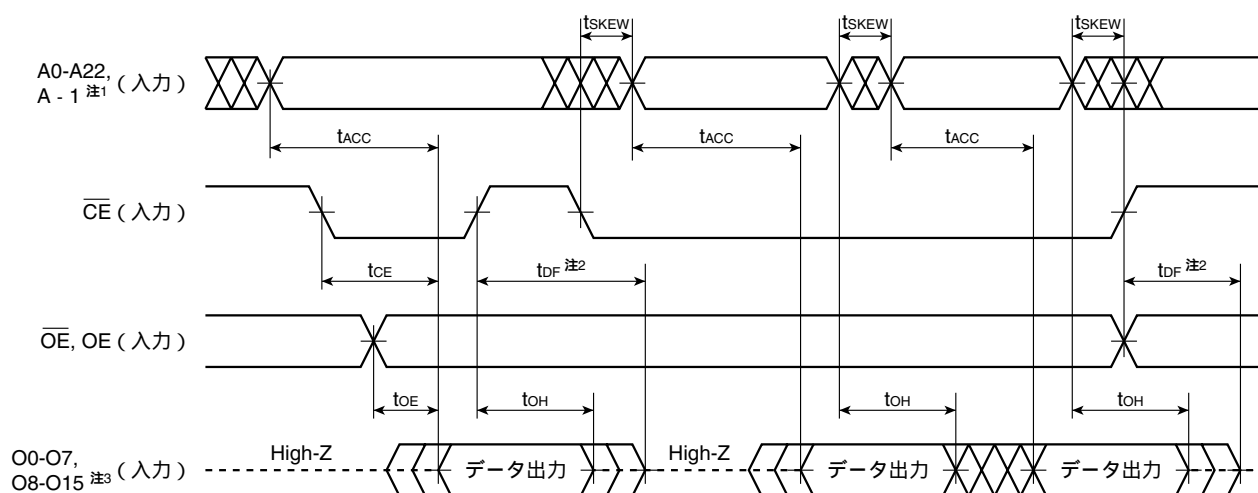 tSKEW tSKEW tSKEW
A0-A22, (入力)
A - 1 注1
tACC tACC tACC
CE (入力)
tCE tDF 注2 tDF 注2
OE, OE (入力)
tOE tOH tOH tOH
O0-O7, (入力)
O8-O15 注3
High-Z データ出力 High-Z データ出力 データ出力